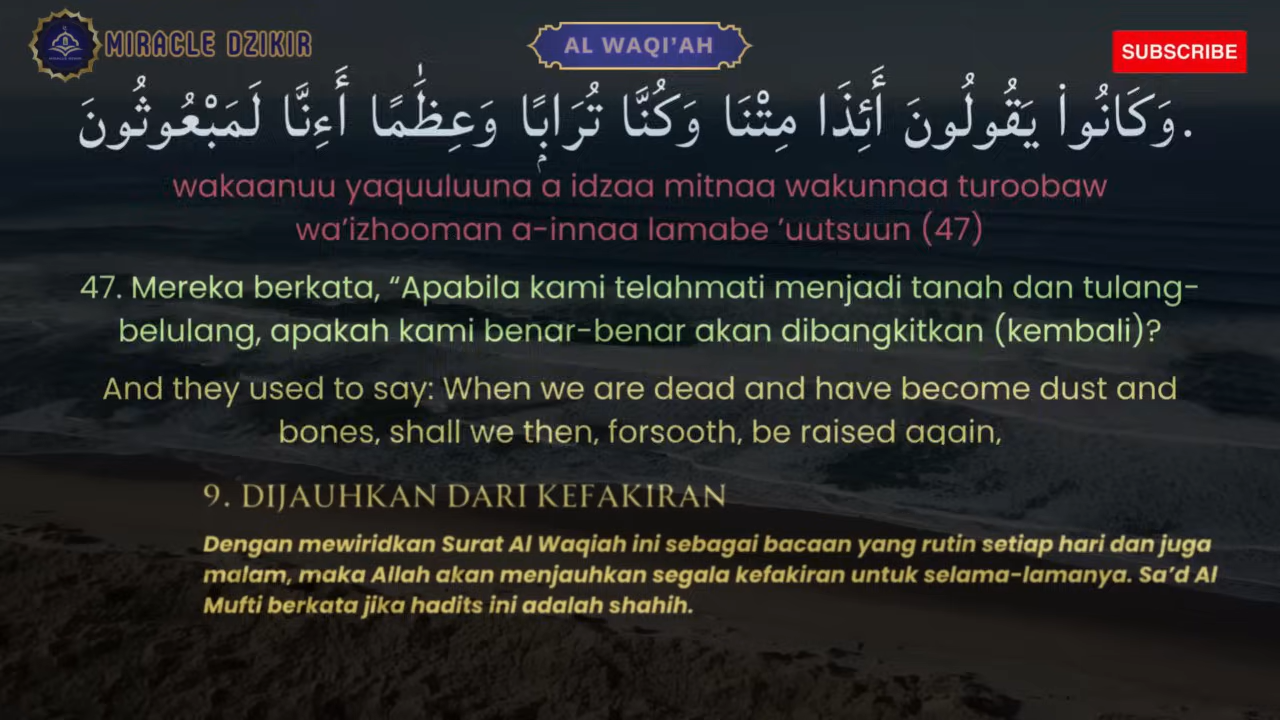 MIRACLE DZIKIR
AL WAQI'AH
SUBSCRIBE
وَكَانُوا۟ يَقُولُونَ أَئِذَا مِتْنَا وَكُنَّا تُرَابًۭا وَعِظَٰمًا أَءِنَّا لَمَبْعُوثُونَ.
wakaanuu yaquuluuna a idzaa mitnaa wakunnaa turoobaw
wa'izhooman a-innaa lamabe 'uutsuun (47)
47. Mereka berkata, “Apabila kami telahmati menjadi tanah dan tulang-
belulang, apakah kami benar-benar akan dibangkitkan (kembali)?
And they used to say: When we are dead and have become dust and
bones, shall we then, forsooth, be raised again,
9. DIJAUHKAN DARI KEFAKIRAN
Dengan mewiridkan Surat Al Waqiah ini sebagai bacaan yang rutin setiap hari dan juga
malam, maka Allah akan menjauhkan segala kefakiran untuk selama-lamanya. Sa'd Al
Mufti berkata jika hadits ini adalah shahih.